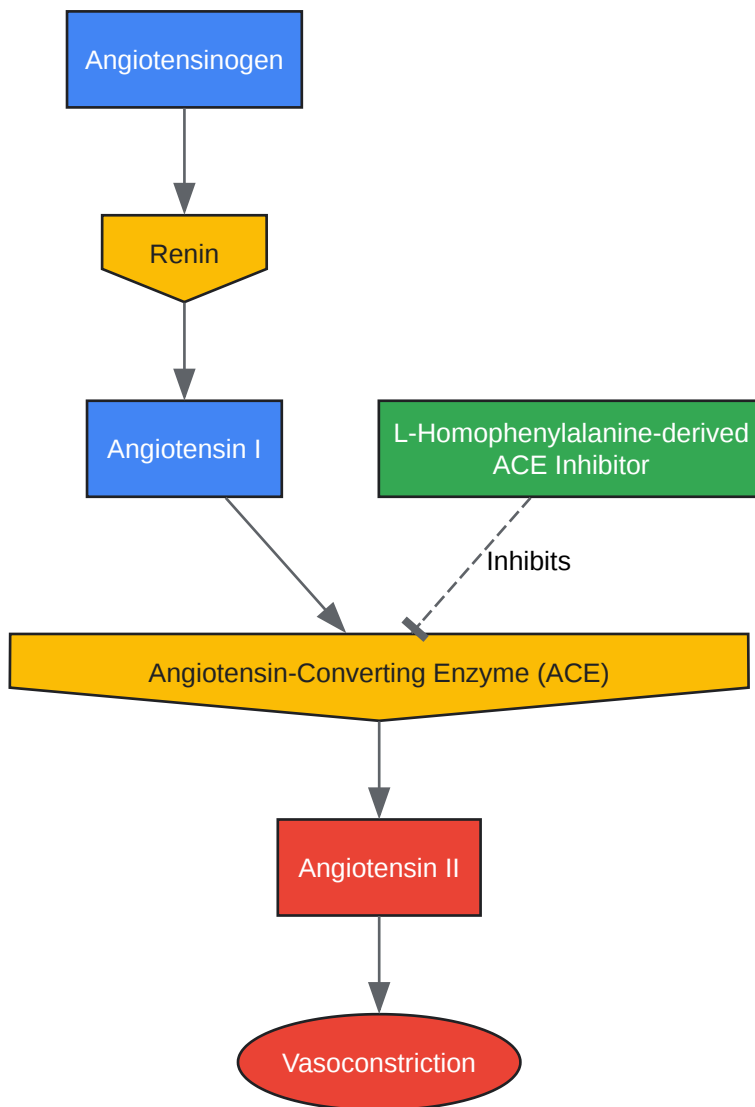 Angiotensinogen
Renin
Angiotensin I
L-Homophenylalanine-derived
ACE Inhibitor
Inhibits
Angiotensin-Converting Enzyme (ACE)
Angiotensin II
Vasoconstriction